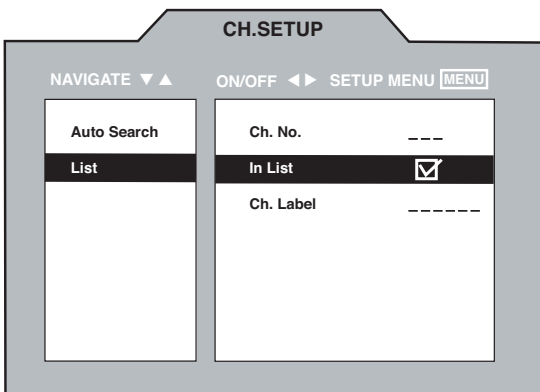 CH.SETUP
NAVIGATE ▼ ▲ ON/OFF ◀ ▶ SETUP MENU MENU
Auto Search
List
Ch. No. _ _ _
In List ☑
Ch. Label _ _ _ _ _ _